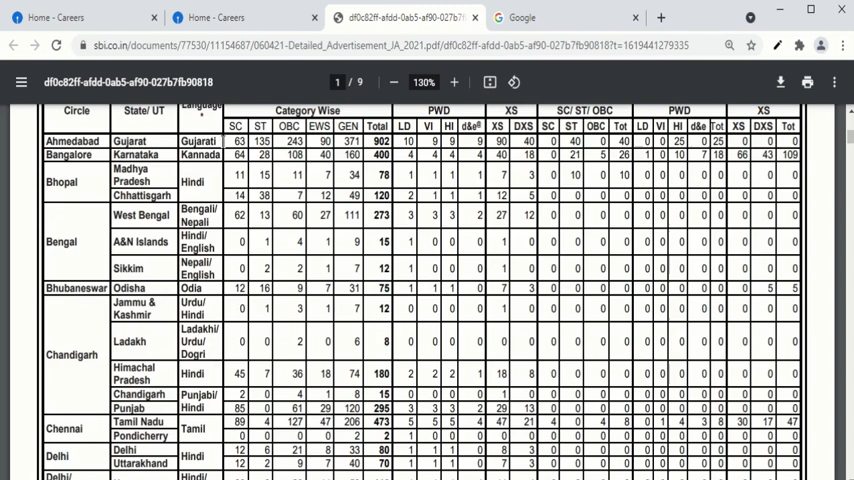 Home - Careers
Home - Careers
df0c82ff-afdd-0ab5-af90-027b7fb9
Google
sbi.co.in/documents/77530/11154687/060421-Detailed_Advertisement_JA_2021.pdf/df0c82ff-afdd-0ab5-af90-027b7fb90818?t=1619441279335
df0c82ff-afdd-0ab5-af90-027b7fb90818
1 / 9
130%
Circle State/ UT Language * Category Wise PWD XS SC/ ST/ OBC PWD XS
SC ST OBC EWS GEN Total LD VI HI d&e@ XS DXS SC ST OBC Tot LD VI HI d&e Tot XS DXS Tot
Ahmedabad Gujarat Gujarati 63 135 243 90 371 902 10 9 9 9 90 40 0 40 0 40 0 0 25 0 25 0 0 0
Bangalore Karnataka Kannada 64 28 108 40 160 400 4 4 4 4 40 18 0 21 5 26 1 0 10 7 18 66 43 109
Bhopal Madhya Pradesh Hindi 11 15 11 7 34 78 1 1 1 1 7 3 0 10 0 10 0 0 0 0 0 0 0 0
Chhattisgarh 14 38 7 12 49 120 2 1 1 1 12 5 0 0 0 0 0 0 0 0 0 0 0 0
Bengal West Bengal Bengali/ Nepali 62 13 60 27 111 273 3 3 3 2 27 12 0 0 0 0 0 0 0 0 0 0 0 0
A&N Islands Hindi/ English 0 1 4 1 9 15 1 0 0 0 1 0 0 0 0 0 0 0 0 0 0 0 0 0
Sikkim Nepali/ English 0 2 2 1 7 12 1 0 0 0 1 0 0 0 0 0 0 0 0 0 0 0 0 0
Bhubaneswar Odisha Odia 12 16 9 7 31 75 1 1 1 0 7 3 0 0 0 0 0 0 0 0 0 0 5 5
Chandigarh Jammu & Kashmir Urdu/ Hindi 0 1 3 1 7 12 0 0 0 0 1 0 0 0 0 0 0 0 0 0 0 0 0 0
Ladakh Ladakhi/ Urdu/ Dogri 0 0 2 0 6 8 0 0 0 0 0 0 0 0 0 0 0 0 0 0 0 0 0 0
Himachal Pradesh Hindi 45 7 36 18 74 180 2 2 2 1 18 8 0 0 0 0 0 0 0 0 0 0 0 0
Chandigarh Punjabi/ Hindi 2 0 4 1 8 15 0 0 0 0 1 0 0 0 0 0 0 0 0 0 0 0 0 0
Punjab 85 0 61 29 120 295 3 3 3 2 29 13 0 0 0 0 0 0 0 0 0 0 0 0
Chennai Tamil Nadu Tamil 89 4 127 47 206 473 5 5 5 4 47 21 4 0 4 8 0 1 4 3 8 30 17 47
Pondicherry 0 0 0 0 2 2 1 0 0 0 0 0 0 0 0 0 0 0 0 0 0 0 0 0
Delhi Delhi Hindi 12 6 21 8 33 80 1 1 1 0 8 3 0 0 0 0 0 0 0 0 0 0 0 0
Uttarakhand 12 2 9 7 40 70 1 1 1 0 7 3 0 0 0 0 0 0 0 0 0 0 0 0
Delhi/